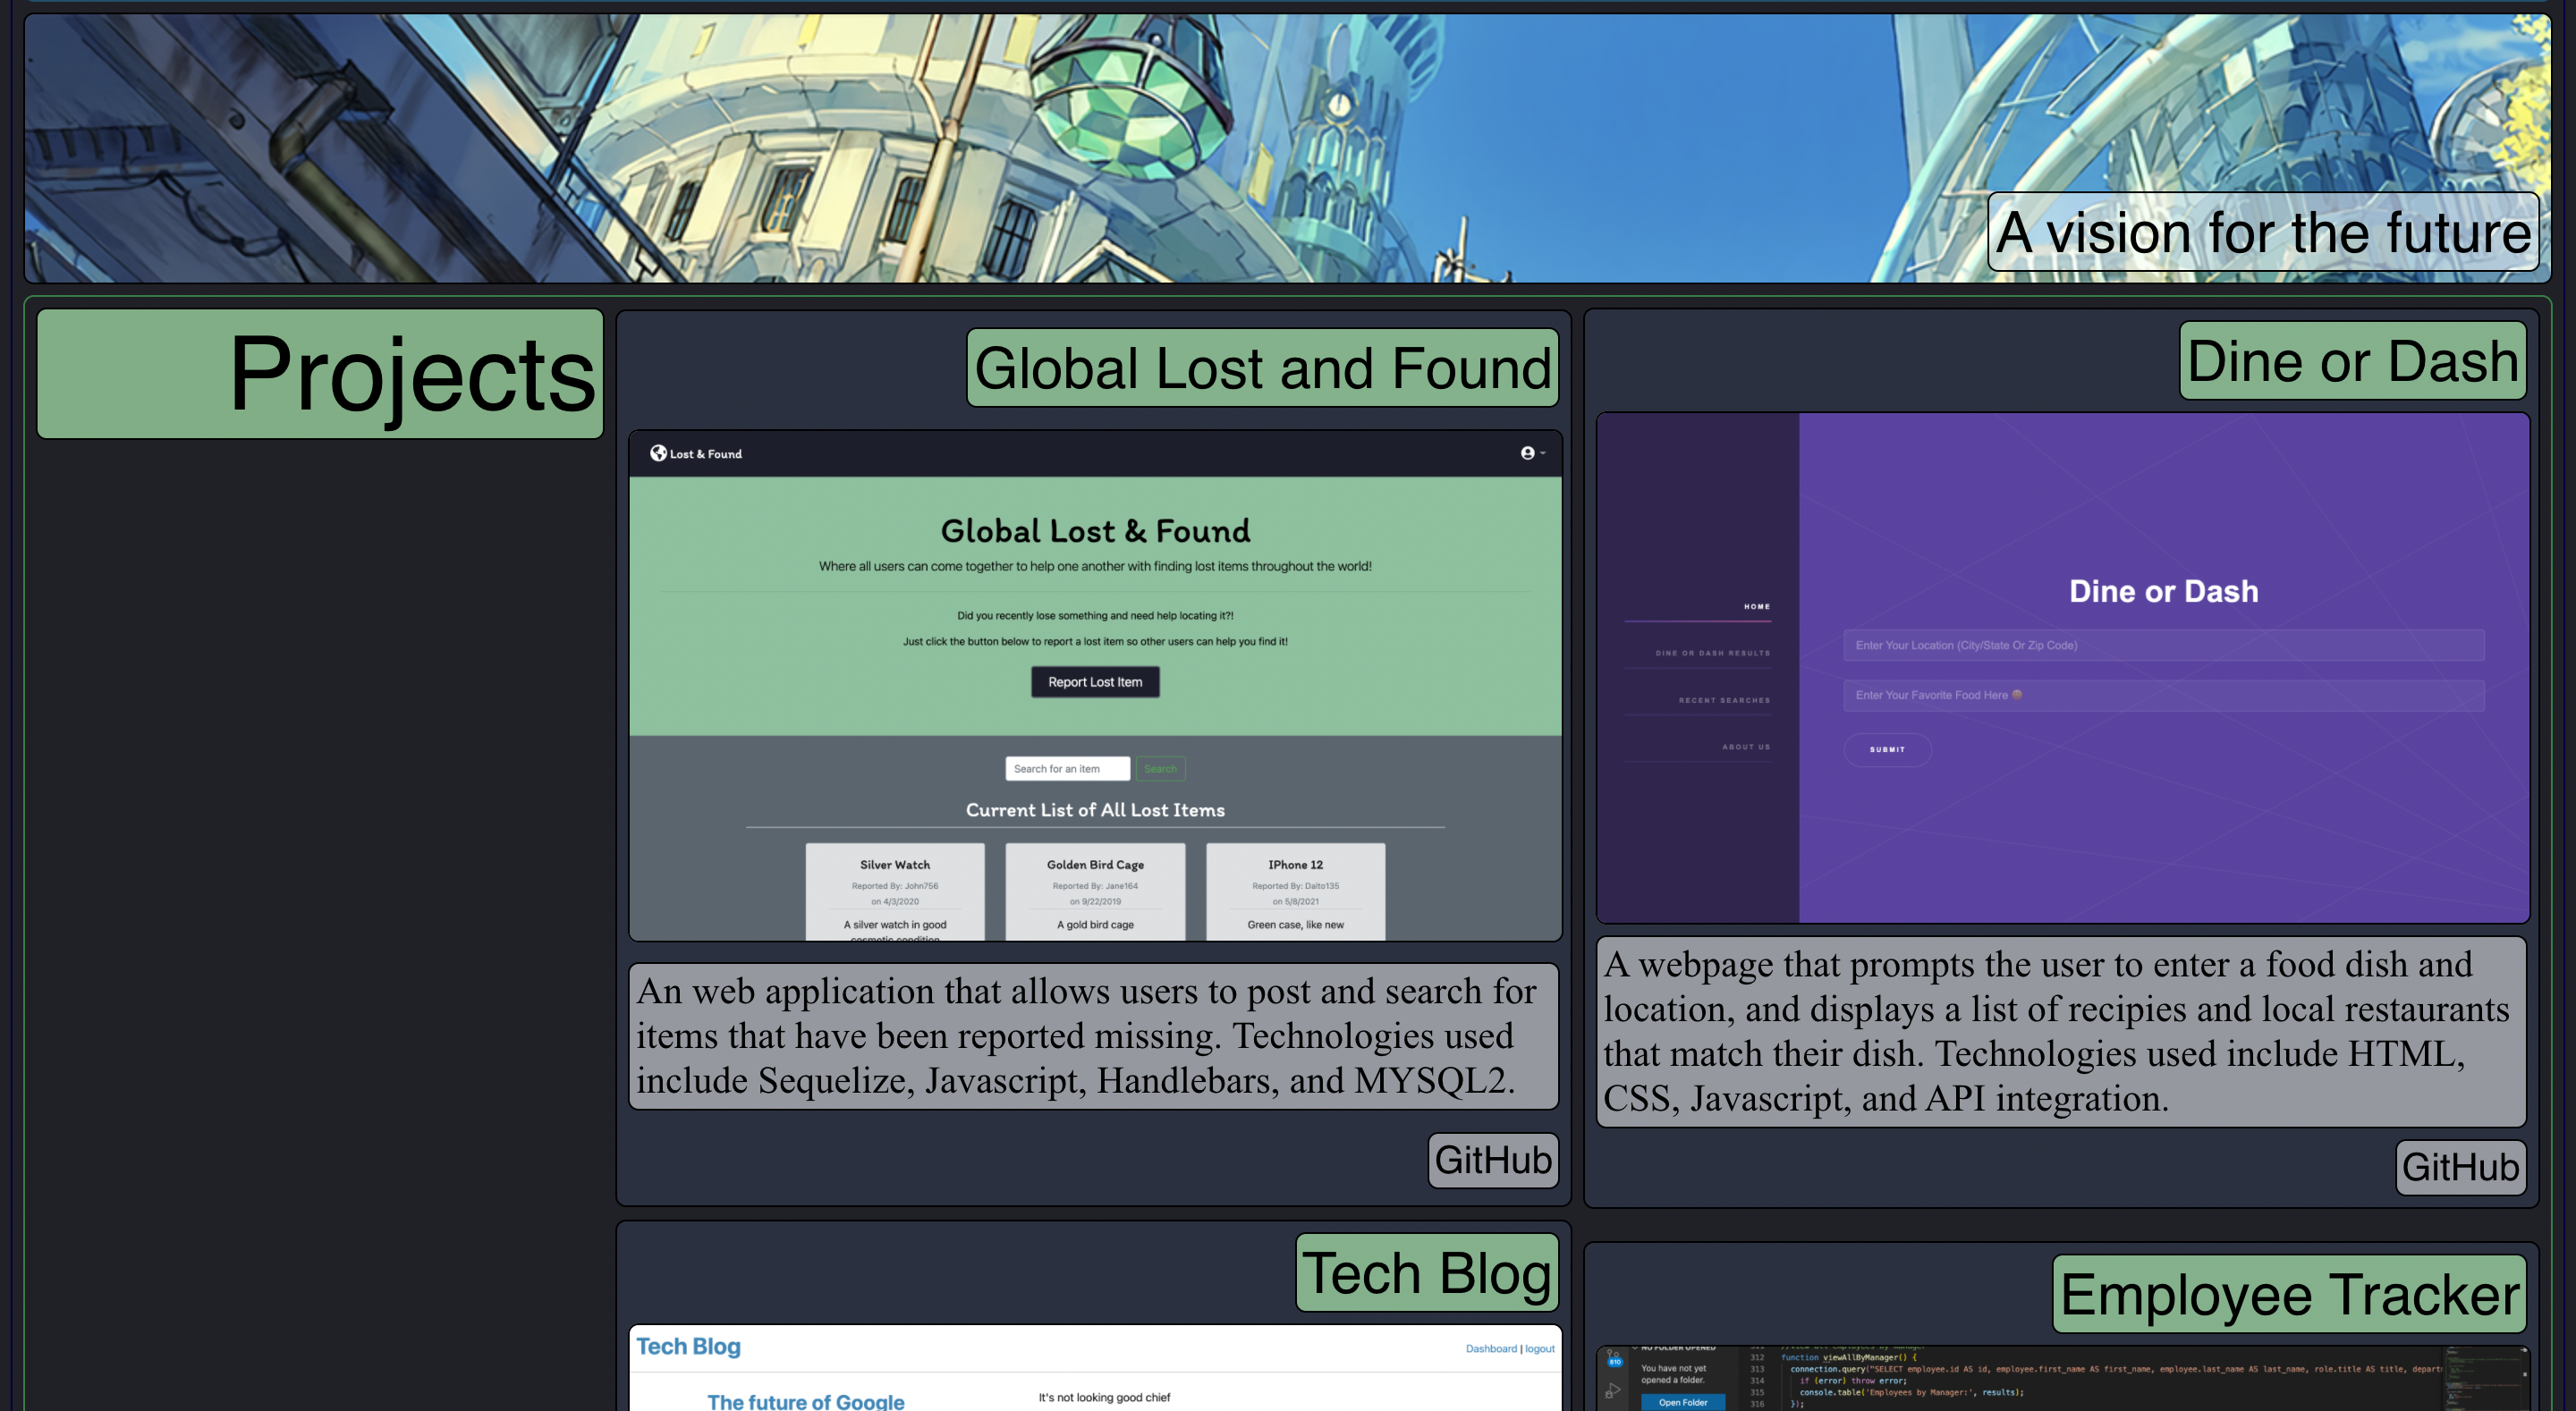 A vision for the future
Projects
Global Lost and Found
Lost & Found
Global Lost & Found
Where all users can come together to help one another with finding lost items throughout the world!
Did you recently lose something and need help locating it?!
Just click the button below to report a lost item so other users can help you find it!
Report Lost Item
Search for an item
Search
Current List of All Lost Items
Silver Watch
Reported By: John756
on 4/3/2020
A silver watch in good
cosmetic condition
Golden Bird Cage
Reported By: Jane164
on 9/22/2019
A gold bird cage
IPhone 12
Reported By: Dalto135
on 5/8/2021
Green case, like new
An web application that allows users to post and search for
items that have been reported missing. Technologies used
include Sequelize, Javascript, Handlebars, and MYSQL2.
GitHub
Dine or Dash
HOME
DINE OR DASH RESULTS
RECENT SEARCHES
ABOUT US
Dine or Dash
Enter Your Location (City/State Or Zip Code)
Enter Your Favorite Food Here
SUBMIT
A webpage that prompts the user to enter a food dish and
location, and displays a list of recipies and local restaurants
that match their dish. Technologies used include HTML,
CSS, Javascript, and API integration.
GitHub
Tech Blog
Tech Blog
Dashboard | logout
The future of Google
It's not looking good chief
Employee Tracker
NO FOLDER OPENED
You have not yet
opened a folder.
Open Folder
810
312 function viewAllByManager() {
313 connection.query("SELECT employee.id AS id, employee.first_name AS first_name, employee.last_name AS last_name, role.title AS title, depart
314 if (error) throw error;
315 console.table('Employees by Manager:', results);
316 });